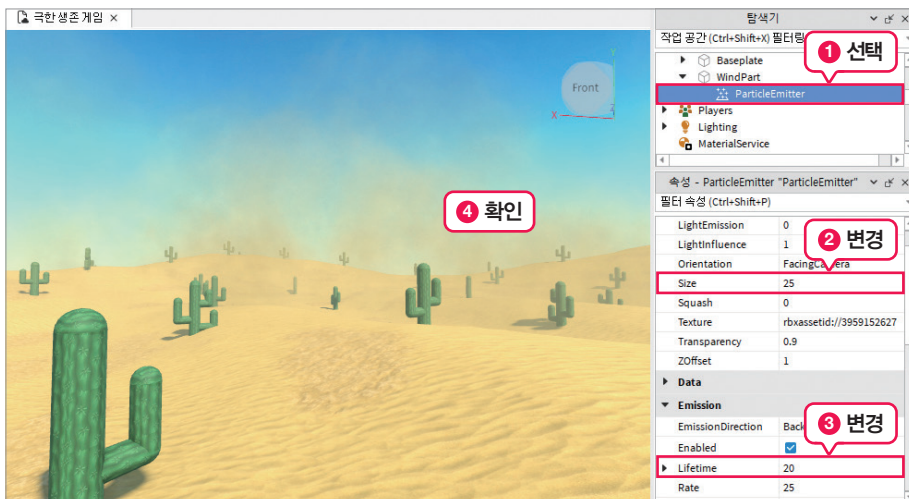 극한생존게임 ×
Front
Y
X
Z
4 확인
탐색기
작업 공간 (Ctrl+Shift+X) 필터링
1 선택
Baseplate
WindPart
ParticleEmitter
Players
Lighting
MaterialService
속성 - ParticleEmitter "ParticleEmitter"
필터 속성 (Ctrl+Shift+P)
LightEmission 0
LightInfluence 1
2 변경
Orientation
Size 25
Squash 0
Texture rbxassetid://3959152627
Transparency 0.9
ZOffset 1
Data
Emission
EmissionDirection Back
3 변경
Enabled
Lifetime 20
Rate 25